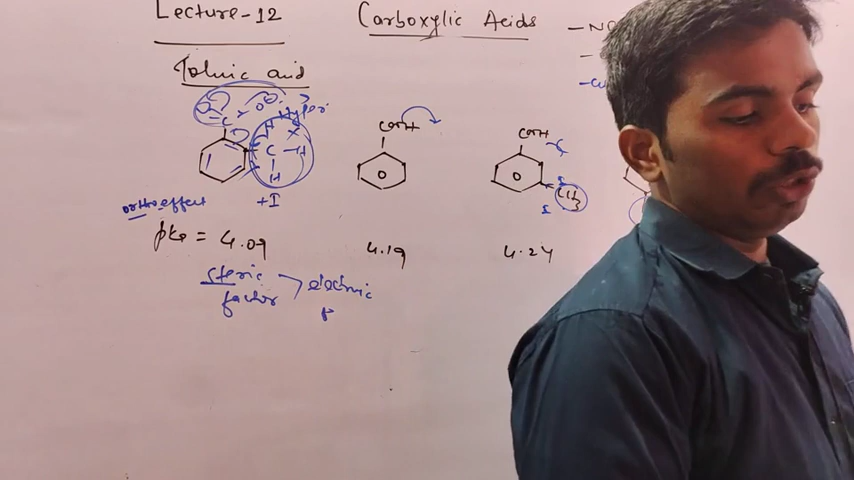 Lecture-12
Carboxylic Acids
Toluic acid
Hyper
O
O
C
H
C
H
H
+I
COOH
COOH
CH3
ortho effect
pka = 4.09
4.19
4.24
steric
factor
electronic